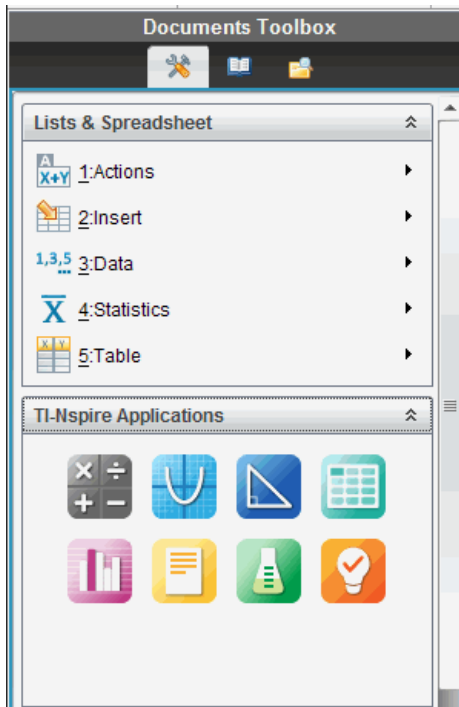 Documents Toolbox
Lists & Spreadsheet
A
X+Y 1:Actions
2:Insert
1,3,5... 3:Data
X̅ 4:Statistics
X Y
5:Table
TI-Nspire Applications